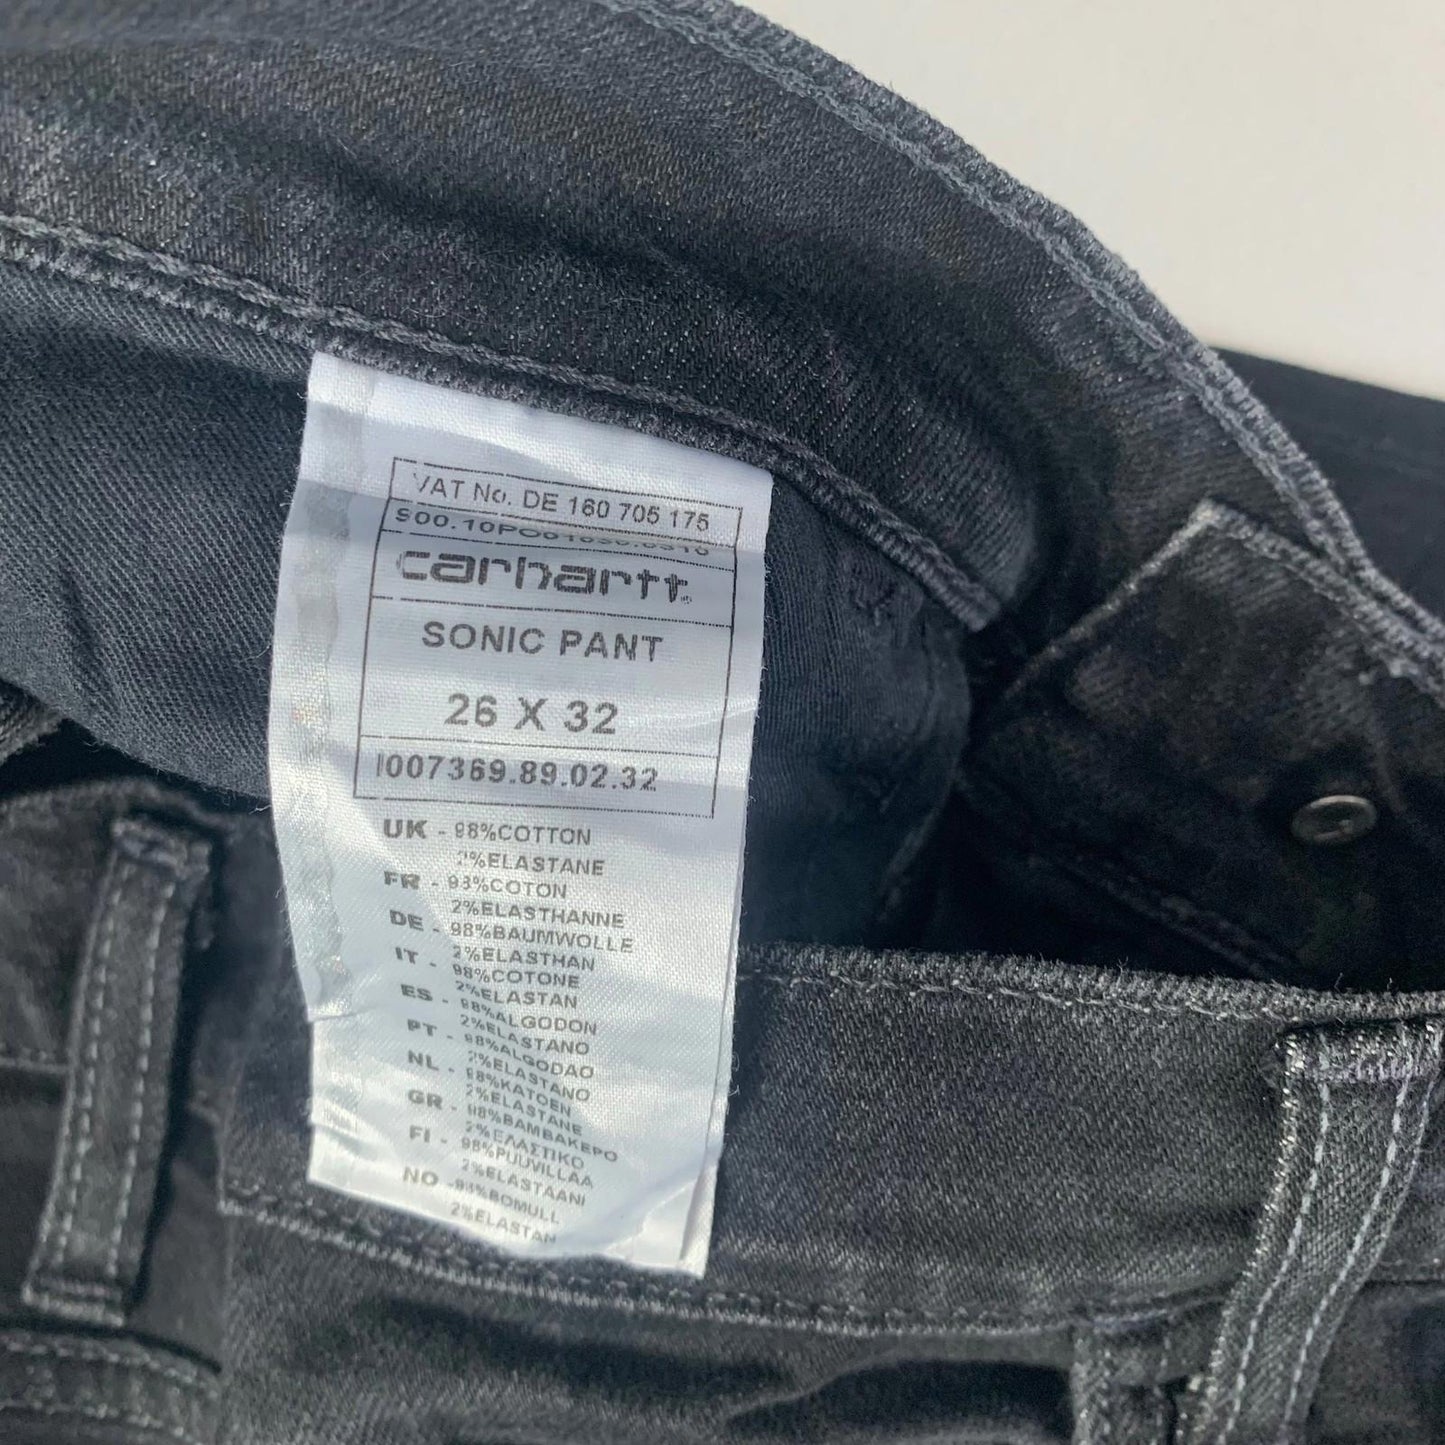 VAT No. DE 160 705 175
carhartt
SONIC PANT
26 X 32
I007369.89.02.32
UK - 98%COTTON
2%ELASTANE
FR - 98%COTON
2%ELASTHANNE
DE - 98%BAUMWOLLE
2%ELASTHAN
IT - 98%COTONE
2%ELASTAN
ES - 98%ALGODON
2%ELASTANO
PT - 98%ALGODAO
2%ELASTANO
NL - 98%KATOEN
2%ELASTANE
GR - 98%BAMBAKEPO
2%ΕΛΑΣΤΙΚΟ
FI - 98%PUUVILLAA
2%ELASTAANI
NO - 98%BOMULL
2%ELASTAN